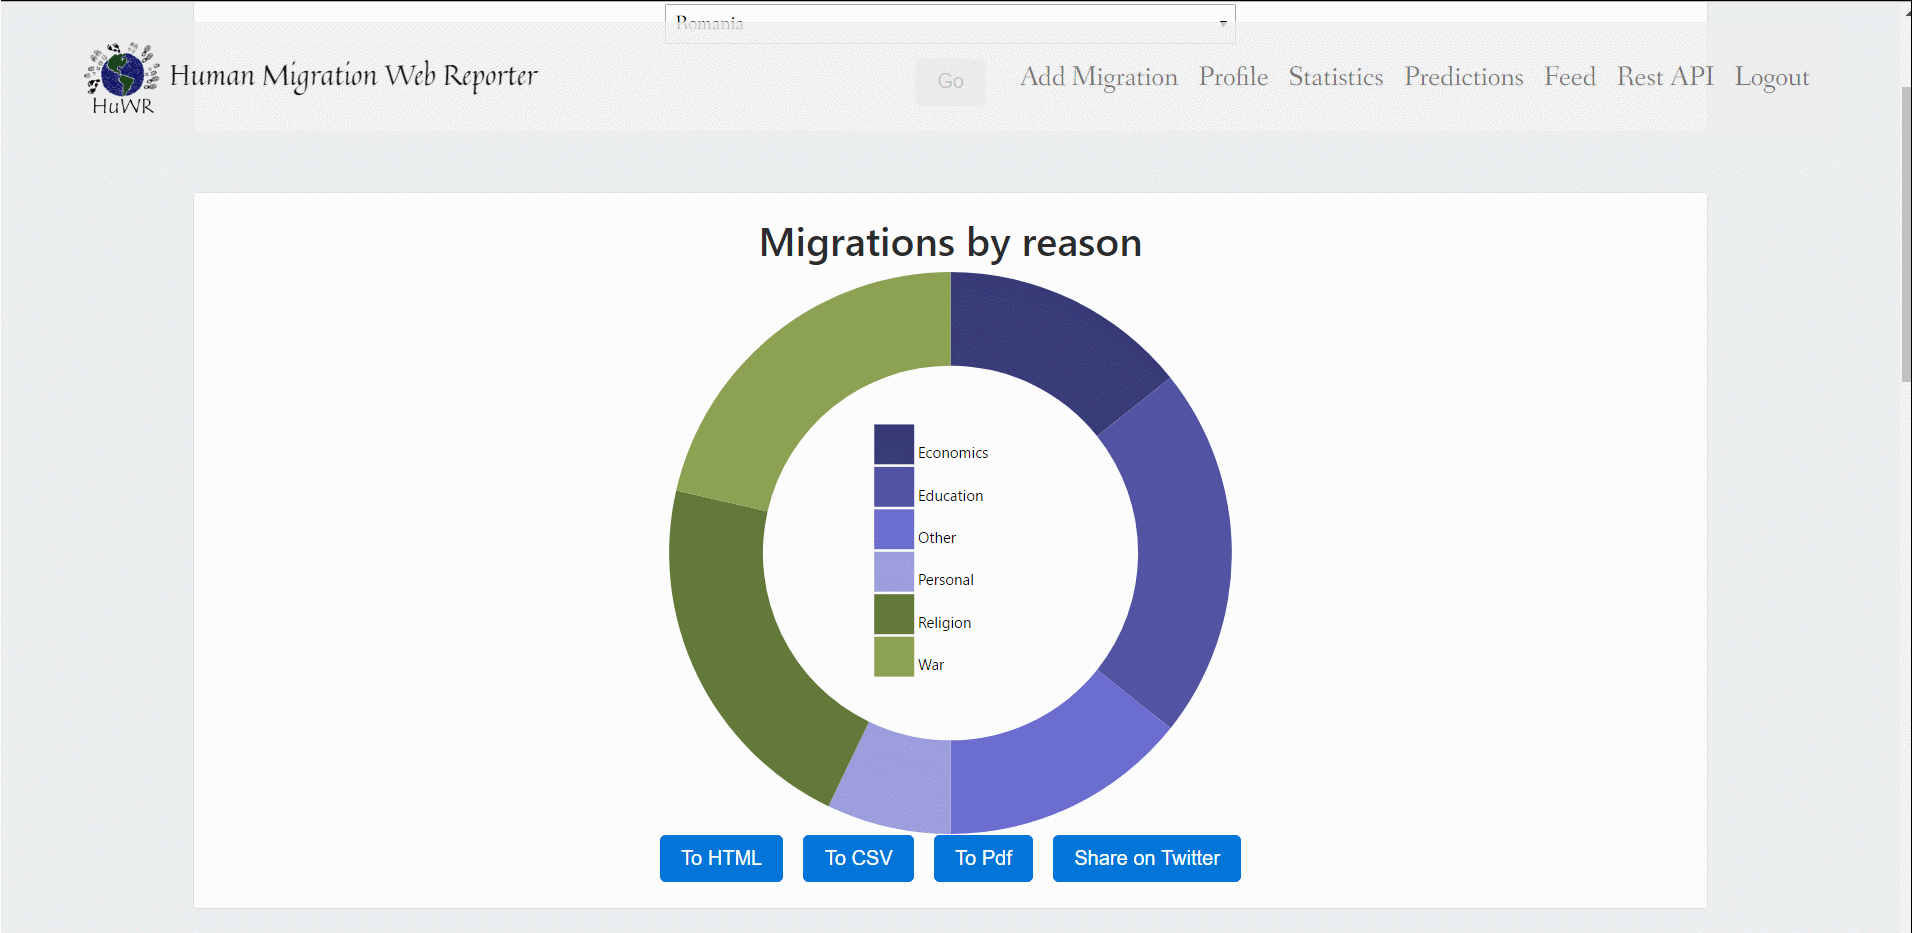 Romania
HuWR
Human Migration Web Reporter
Go
Add Migration
Profile
Statistics
Predictions
Feed
Rest API
Logout
Migrations by reason
Economics
Education
Other
Personal
Religion
War
To HTML
To CSV
To Pdf
Share on Twitter